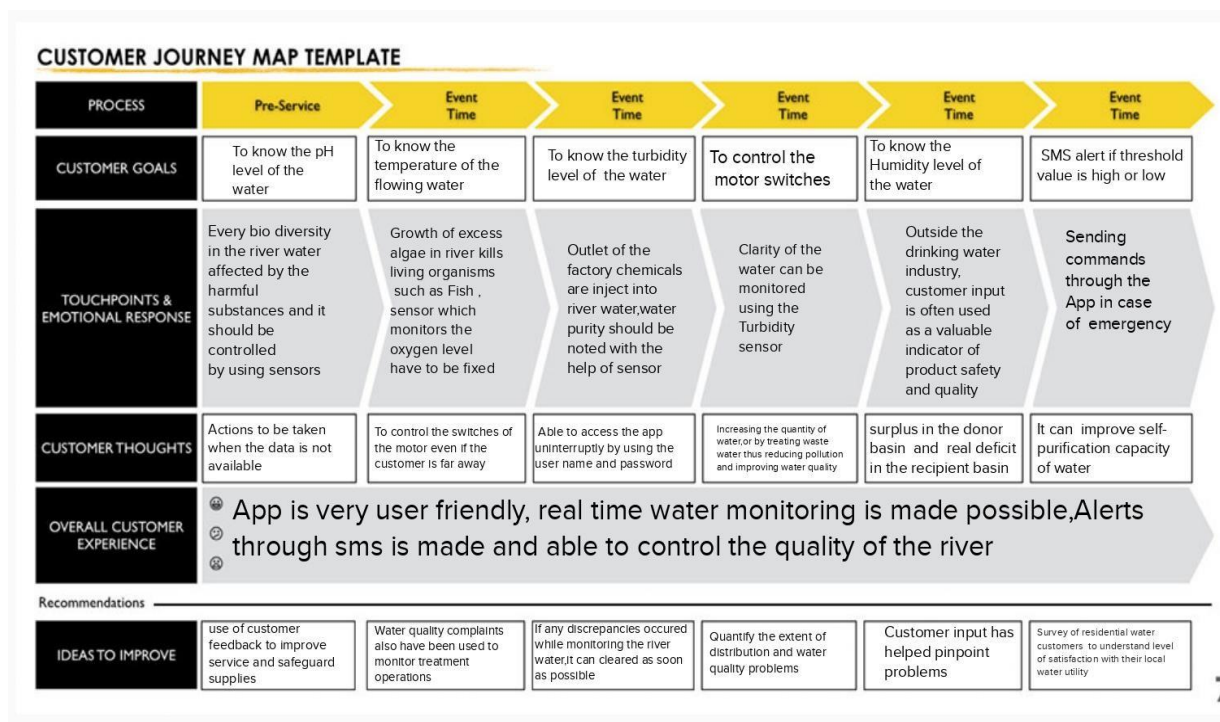 CUSTOMER JOURNEY MAP TEMPLATE
PROCESS
Pre-Service
Event
Time
Event
Time
Event
Time
Event
Time
Event
Time
CUSTOMER GOALS
To know the pH
level of the
water
To know the
temperature of the
flowing water
To know the turbidity
level of the water
To control the
motor switches
To know the
Humidity level of
the water
SMS alert if threshold
value is high or low
TOUCHPOINTS &
EMOTIONAL RESPONSE
Every bio diversity
in the river water
affected by the
harmful
substances and it
should be
controlled
by using sensors
Growth of excess
algae in river kills
living organisms
such as Fish ,
sensor which
monitors the
oxygen level
have to be fixed
Outlet of the
factory chemicals
are inject into
river water,water
purity should be
noted with the
help of sensor
Clarity of the
water can be
monitored
using the
Turbidity
sensor
Outside the
drinking water
industry,
customer input
is often used
as a valuable
indicator of
product safety
and quality
Sending
commands
through the
App in case
of emergency
CUSTOMER THOUGHTS
Actions to be taken
when the data is not
available
To control the switches of
the motor even if the
customer is far away
Able to access the app
uninterruptly by using the
user name and password
Increasing the quantity of
water,or by treating waste
water thus reducing pollution
and improving water quality
surplus in the donor
basin and real deficit
in the recipient basin
It can improve self-
purification capacity
of water
OVERALL CUSTOMER
EXPERIENCE
App is very user friendly, real time water monitoring is made possible,Alerts
through sms is made and able to control the quality of the river
Recommendations
IDEAS TO IMPROVE
use of customer
feedback to improve
service and safeguard
supplies
Water quality complaints
also have been used to
monitor treatment
operations
If any discrepancies occured
while monitoring the river
water,it can cleared as soon
as possible
Quantify the extent of
distribution and water
quality problems
Customer input has
helped pinpoint
problems
Survey of residential water
customers to understand level
of satisfaction with their local
water utility